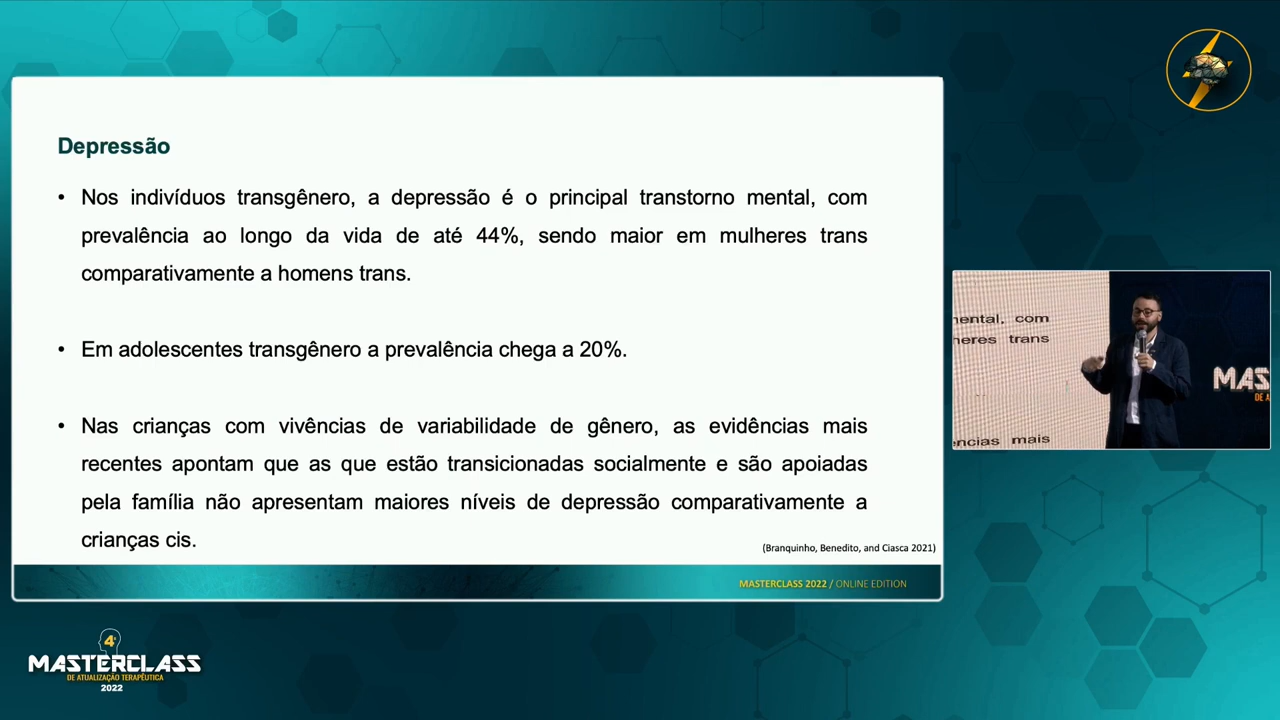 Depressão
• Nos indivíduos transgênero, a depressão é o principal transtorno mental, com
prevalência ao longo da vida de até 44%, sendo maior em mulheres trans
comparativamente a homens trans.
• Em adolescentes transgênero a prevalência chega a 20%.
• Nas crianças com vivências de variabilidade de gênero, as evidências mais
recentes apontam que as que estão transicionadas socialmente e são apoiadas
pela família não apresentam maiores níveis de depressão comparativamente a
crianças cis.
(Branquinho, Benedito, and Ciasca 2021)
MASTERCLASS 2022 / ONLINE EDITION
mental, com
heres trans
ências mais
MAS
DE A
4ª
MASTERCLASS
DE ATUALIZAÇÃO TERAPÊUTICA
2022